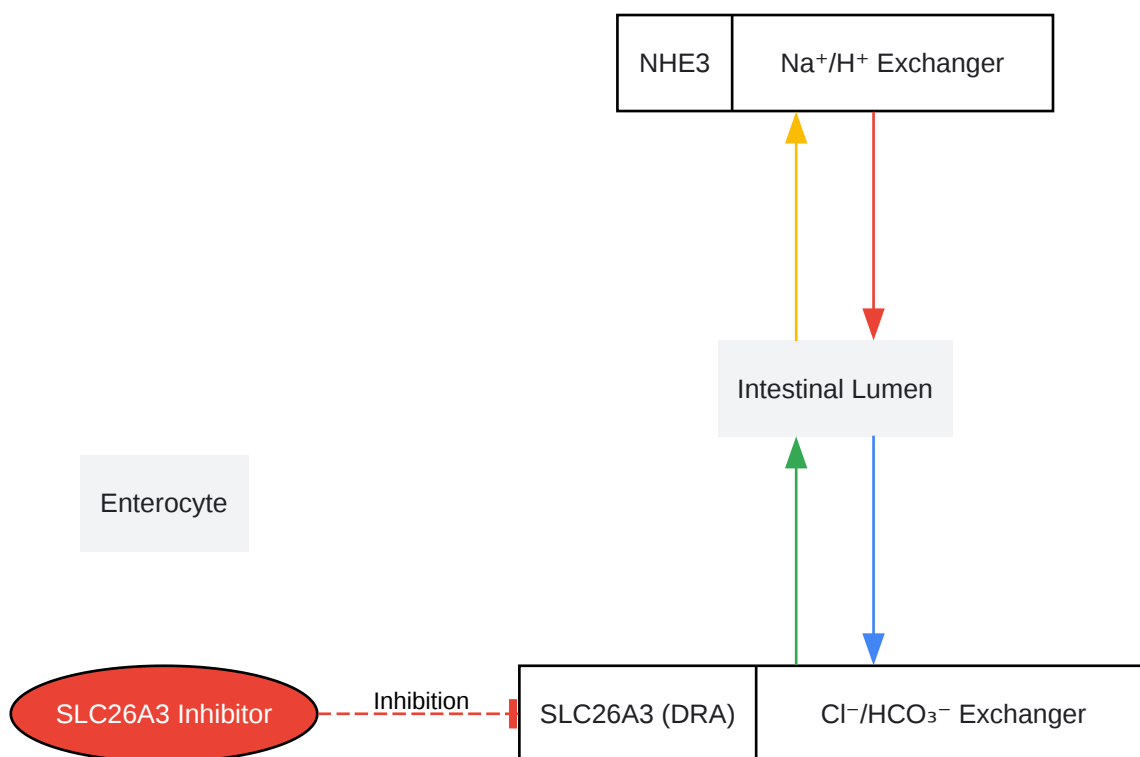 NHE3
Na⁺/H⁺ Exchanger
Intestinal Lumen
Enterocyte
SLC26A3 Inhibitor
Inhibition
SLC26A3 (DRA)
Cl⁻/HCO₃⁻ Exchanger